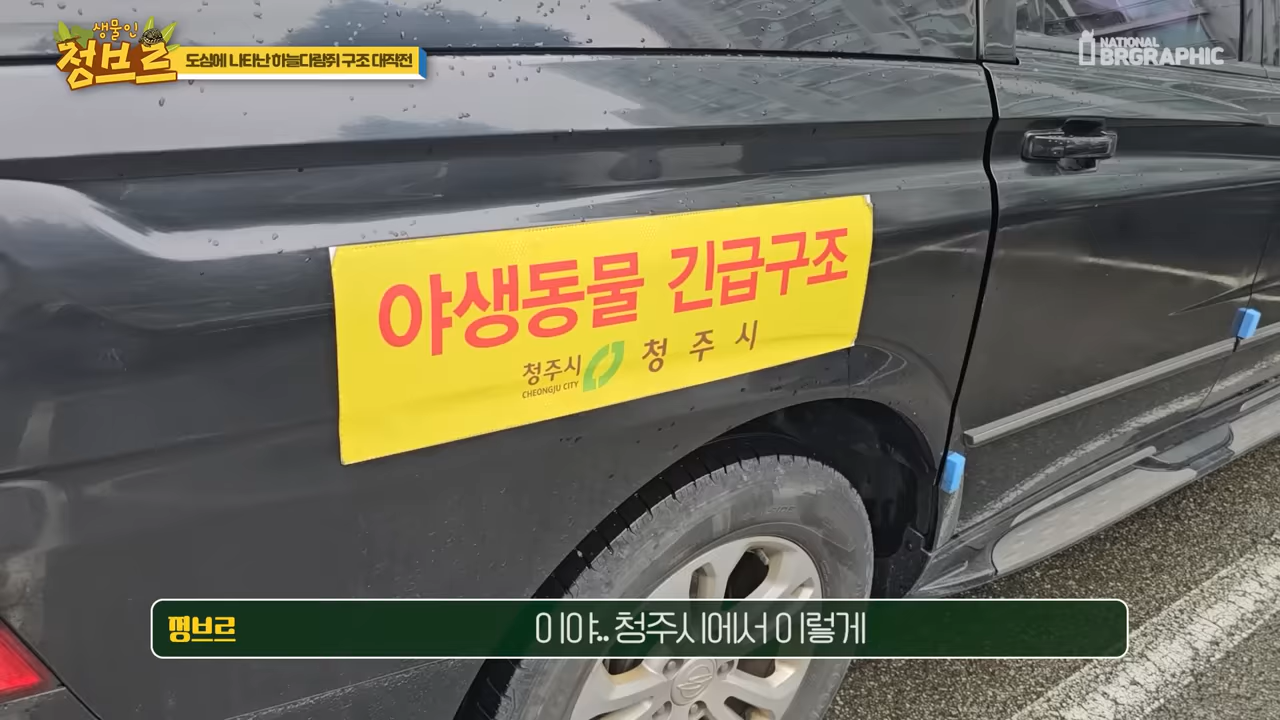 생물인
정브르
도심에 나타난 하늘다람쥐 구조 대작전
NATIONAL
BRGRAPHIC
야생동물 긴급구조
청주시
CHEONGJU CITY
청주시
쩡브르
이야.. 청주시에서 이렇게